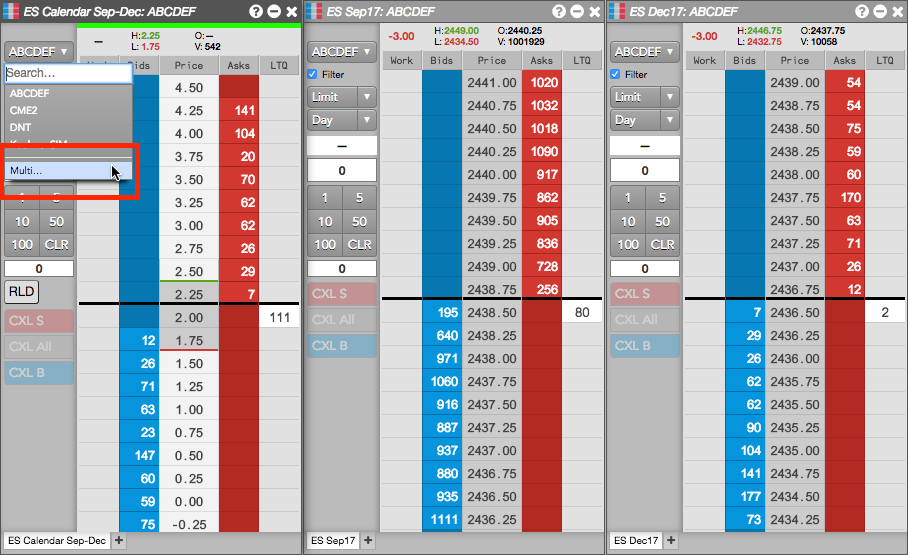 ES Calendar Sep-Dec: ABCDEF
ABCDEF
—
H:2.25 O:—
L: 1.75 V: 542
Search...
ABCDEF
CME2
DNT
Multi...
Bids Price Asks LTQ
4.50
4.25 141
4.00 104
3.75 20
3.50 70
3.25 62
3.00 62
2.75 26
2.50 29
2.25 7
2.00 111
12 1.75
26 1.50
71 1.25
63 1.00
23 0.75
147 0.50
60 0.25
59 0.00
75 -0.25
1 5
10 50
100 CLR
0
RLD
CXL S
CXL All
CXL B
ES Calendar Sep-Dec +
ES Sep17: ABCDEF
ABCDEF
-3.00
H:2449.00 O:2440.25
L: 2434.50 V: 1001929
Filter
Limit
Day
—
0
1 5
10 50
100 CLR
0
CXL S
CXL All
CXL B
Work Bids Price Asks LTQ
2441.00 1020
2440.75 1032
2440.50 1018
2440.25 1090
2440.00 917
2439.75 862
2439.50 905
2439.25 836
2439.00 728
2438.75 256
195 2438.50 80
640 2438.25
971 2438.00
1060 2437.75
916 2437.50
887 2437.25
937 2437.00
880 2436.75
935 2436.50
1111 2436.25
ES Sep17 +
ES Dec17: ABCDEF
ABCDEF
-3.00
H:2446.75 O:2437.75
L: 2432.75 V: 10058
Filter
Limit
Day
—
0
1 5
10 50
100 CLR
0
CXL S
CXL All
CXL B
Work Bids Price Asks LTQ
2439.00 54
2438.75 54
2438.50 75
2438.25 59
2438.00 60
2437.75 170
2437.50 63
2437.25 71
2437.00 26
2436.75 12
7 2436.50 2
29 2436.25
26 2436.00
62 2435.75
62 2435.50
90 2435.25
104 2435.00
141 2434.75
177 2434.50
73 2434.25
ES Dec17 +